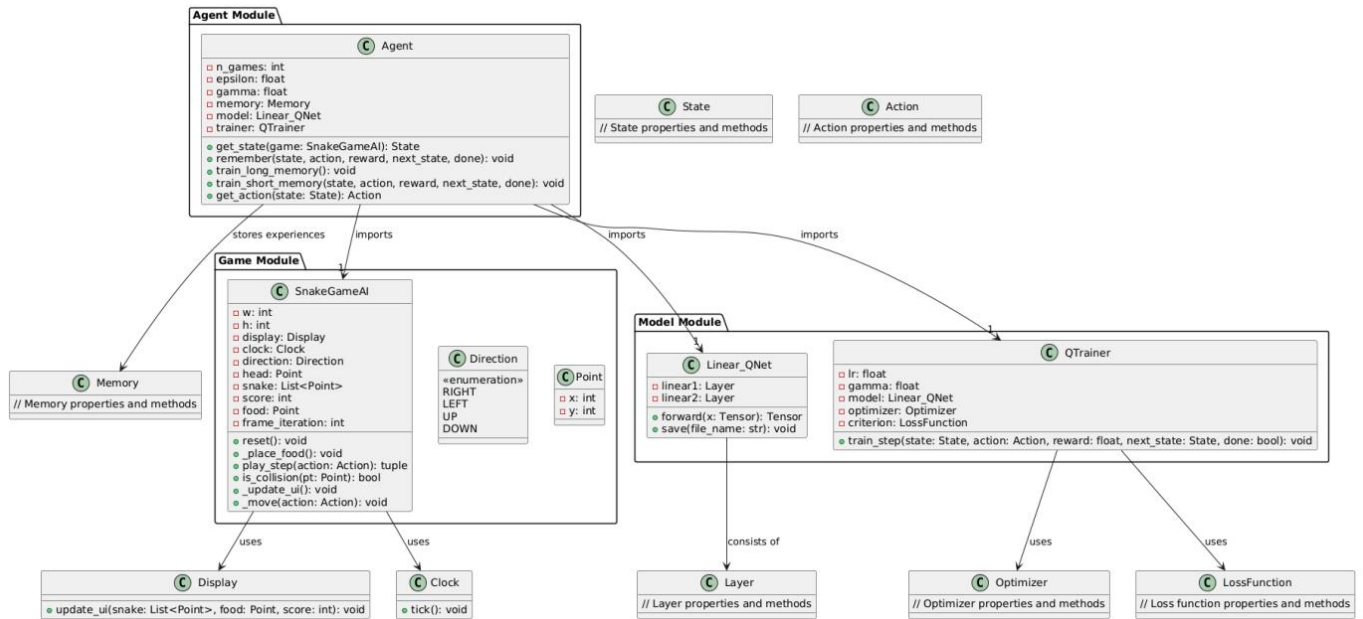 Agent Module
C Agent
n_games: int
epsilon: float
gamma: float
memory: Memory
model: Linear_QNet
trainer: QTrainer
get_state(game: SnakeGameAI): State
remember(state, action, reward, next_state, done): void
train_long_memory(): void
train_short_memory(state, action, reward, next_state, done): void
get_action(state: State): Action
C State
// State properties and methods
C Action
// Action properties and methods
stores experiences
imports
imports
imports
1
1
1
Game Module
C SnakeGameAI
w: int
h: int
display: Display
clock: Clock
direction: Direction
head: Point
snake: List<Point>
score: int
food: Point
frame_iteration: int
reset(): void
_place_food(): void
play_step(action: Action): tuple
is_collision(pt: Point): bool
_update_ui(): void
_move(action: Action): void
C Direction
«enumeration»
RIGHT
LEFT
UP
DOWN
C Point
x: int
y: int
C Memory
// Memory properties and methods
Model Module
C Linear_QNet
linear1: Layer
linear2: Layer
forward(x: Tensor): Tensor
save(file_name: str): void
C QTrainer
lr: float
gamma: float
model: Linear_QNet
optimizer: Optimizer
criterion: LossFunction
train_step(state: State, action: Action, reward: float, next_state: State, done: bool): void
uses
uses
consists of
uses
uses
C Display
update_ui(snake: List<Point>, food: Point, score: int): void
C Clock
tick(): void
C Layer
// Layer properties and methods
C Optimizer
// Optimizer properties and methods
C LossFunction
// Loss function properties and methods